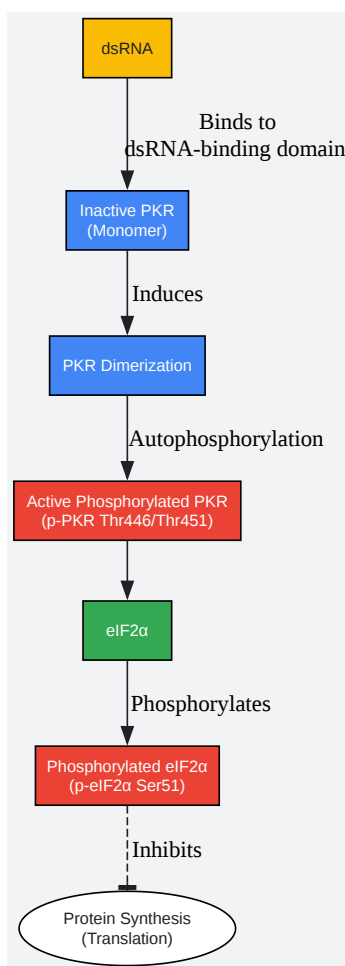 dsRNA
Binds to
dsRNA-binding domain
Inactive PKR
(Monomer)
Induces
PKR Dimerization
Autophosphorylation
Active Phosphorylated PKR
(p-PKR Thr446/Thr451)
eIF2α
Phosphorylates
Phosphorylated eIF2α
(p-eIF2α Ser51)
Inhibits
Protein Synthesis
(Translation)